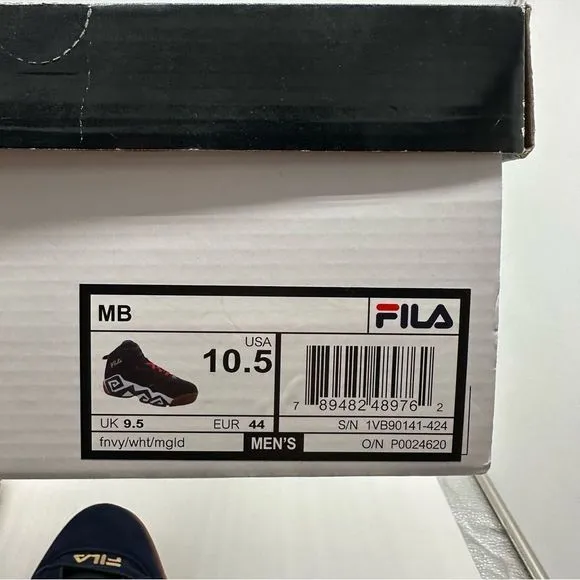 MB
FILA
USA
10.5
UK 9.5 EUR 44
fnvy/wht/mgld
MEN'S
7 89482 48976 2
S/N 1VB90141-424
O/N P0024620
FILA